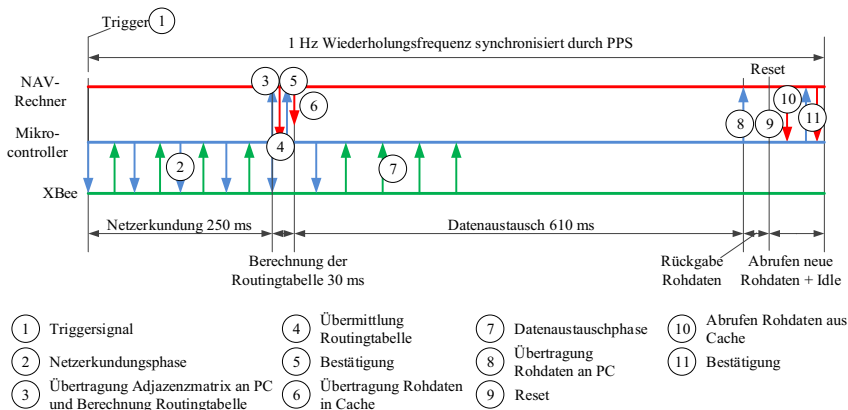 Trigger 1
1 Hz Wiederholungsfrequenz synchronisiert durch PPS
NAV-
Rechner
3
5
Reset
6
10
Mikro-
controller
4
8
9
11
2
7
XBee
Netzerkundung 250 ms
Datenaustausch 610 ms
Berechnung der
Routingtabelle 30 ms
Rückgabe
Rohdaten
Abrufen neue
Rohdaten + Idle
1 Triggersignal
2 Netzerkundungsphase
3 Übertragung Adjazenzmatrix an PC
und Berechnung Routingtabelle
4 Übermittlung
Routingtabelle
5 Bestätigung
6 Übertragung Rohdaten
in Cache
7 Datenaustauschphase
8 Übertragung
Rohdaten an PC
9 Reset
10 Abrufen Rohdaten aus
Cache
11 Bestätigung